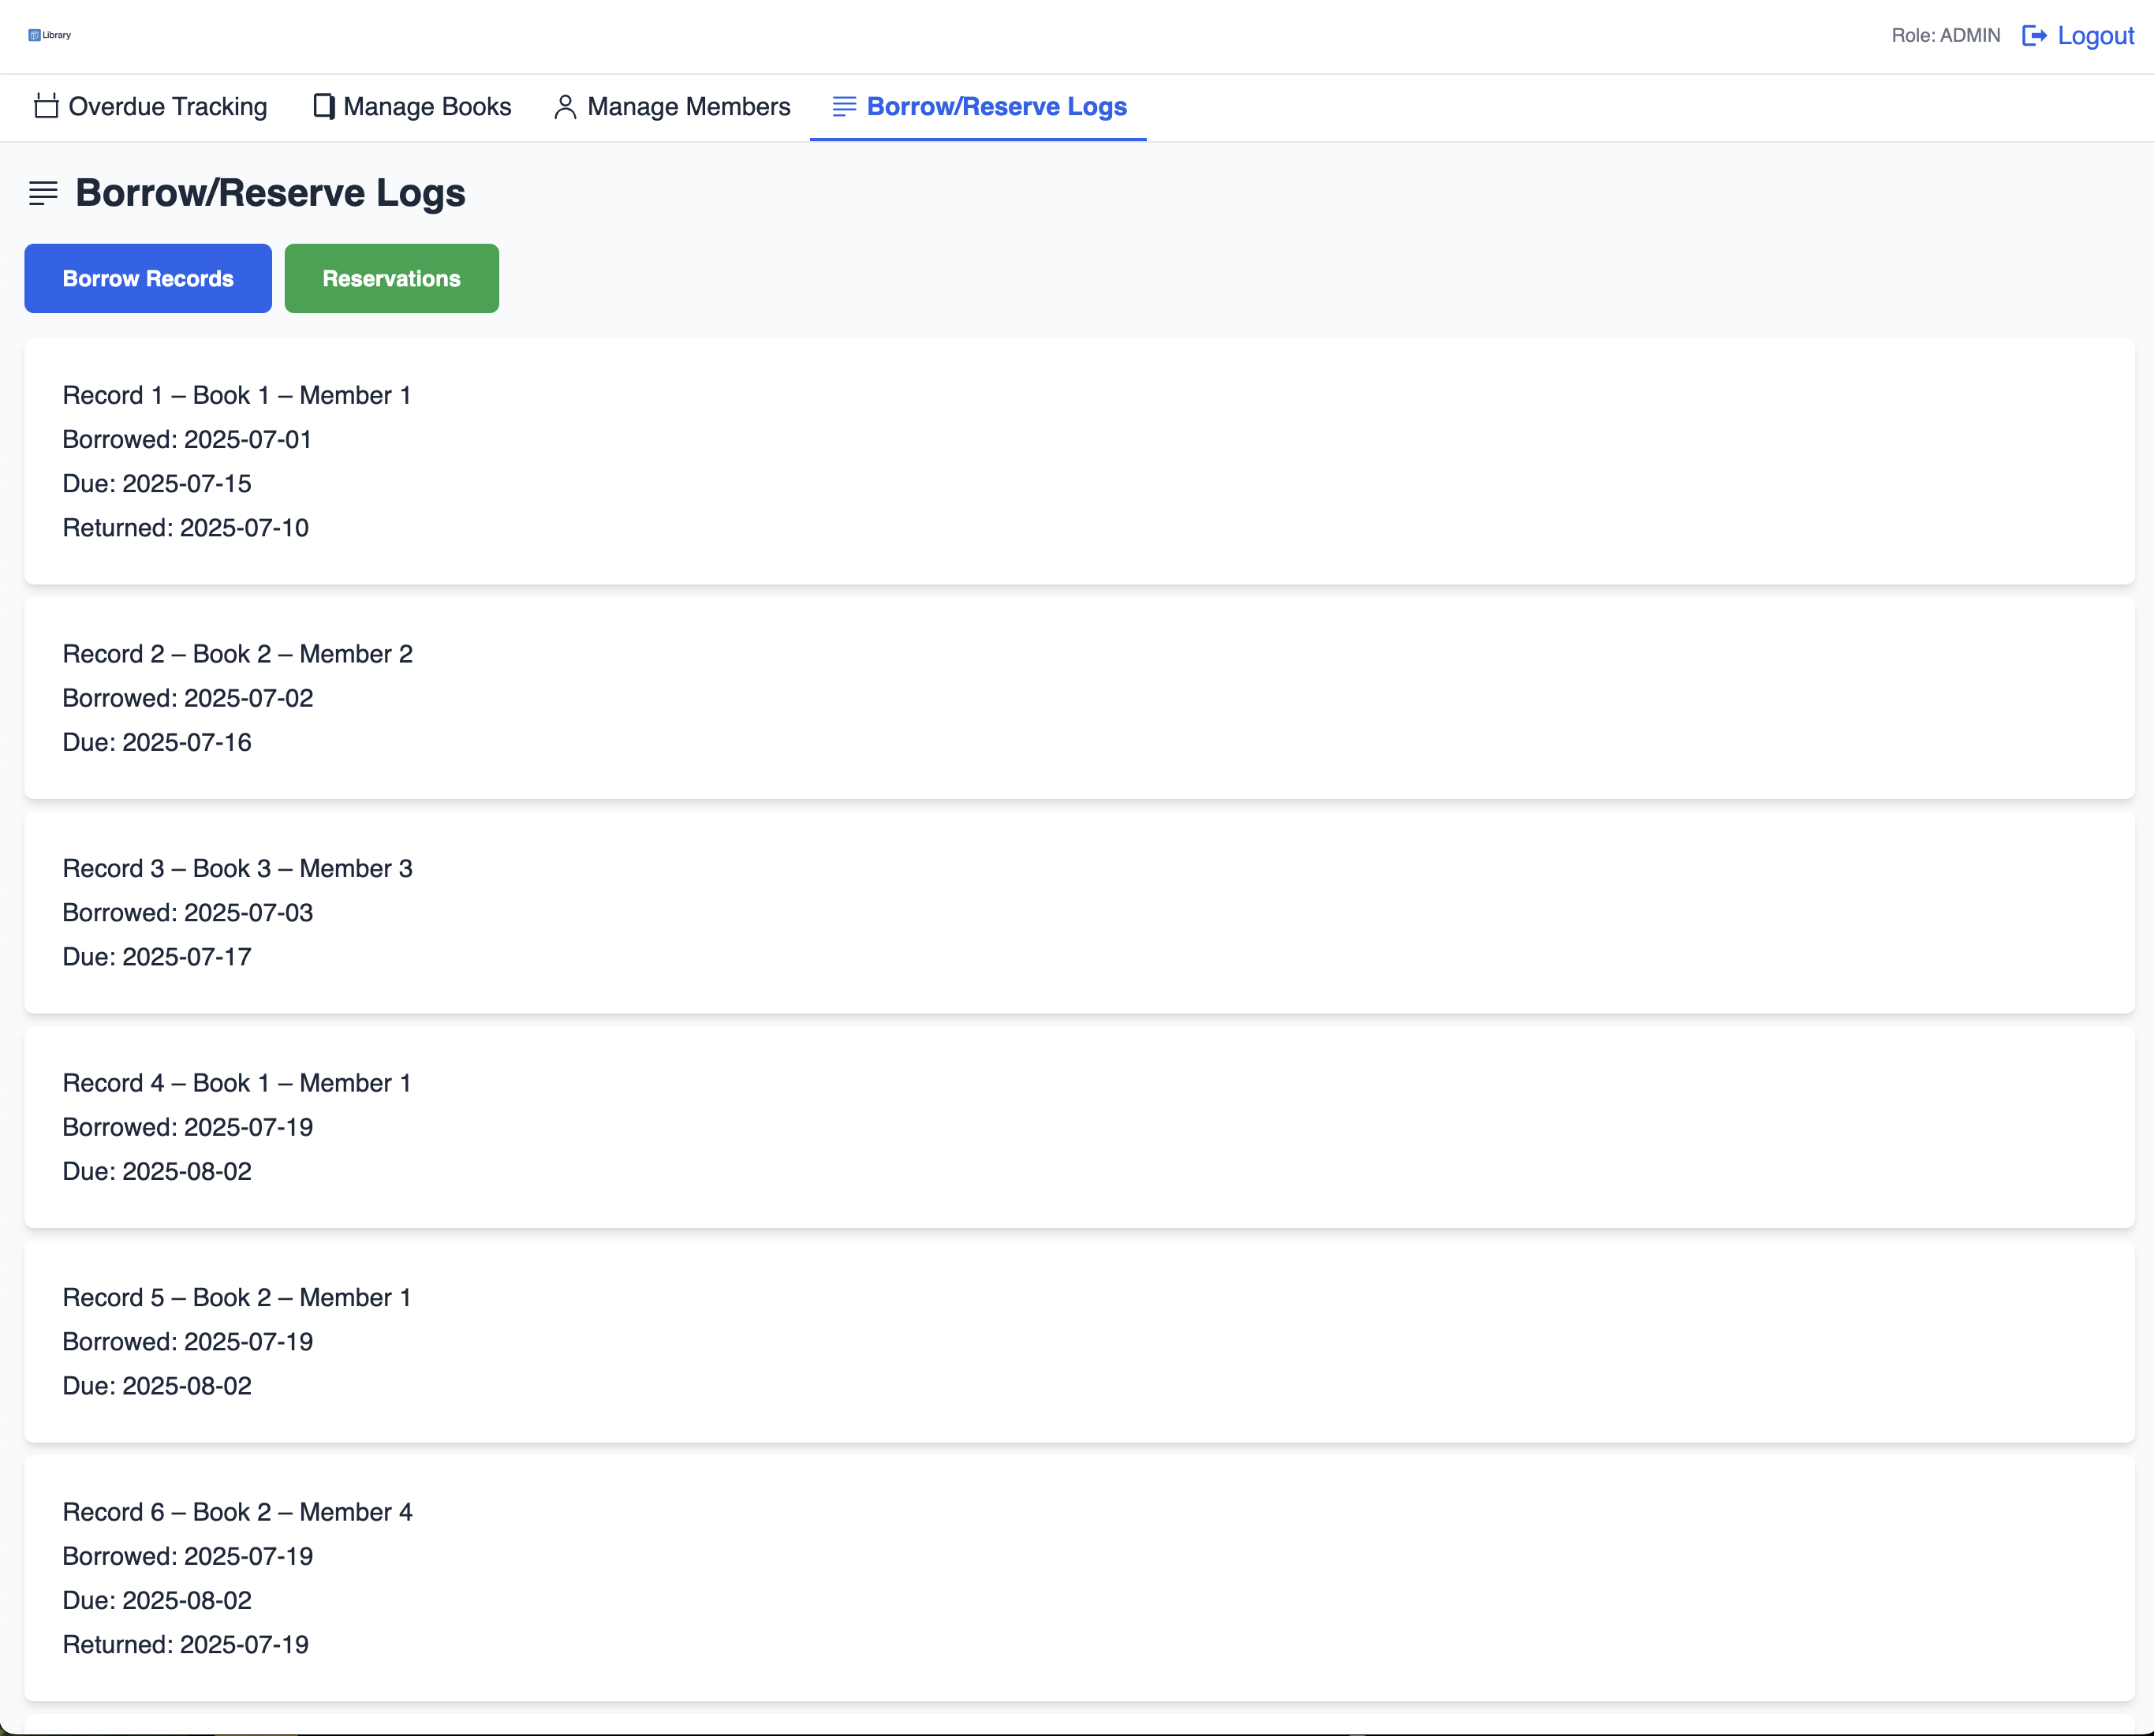 Library
Role: ADMIN
Logout
Overdue Tracking
Manage Books
Manage Members
Borrow/Reserve Logs
Borrow/Reserve Logs
Borrow Records
Reservations
Record 1 – Book 1 – Member 1
Borrowed: 2025-07-01
Due: 2025-07-15
Returned: 2025-07-10
Record 2 – Book 2 – Member 2
Borrowed: 2025-07-02
Due: 2025-07-16
Record 3 – Book 3 – Member 3
Borrowed: 2025-07-03
Due: 2025-07-17
Record 4 – Book 1 – Member 1
Borrowed: 2025-07-19
Due: 2025-08-02
Record 5 – Book 2 – Member 1
Borrowed: 2025-07-19
Due: 2025-08-02
Record 6 – Book 2 – Member 4
Borrowed: 2025-07-19
Due: 2025-08-02
Returned: 2025-07-19